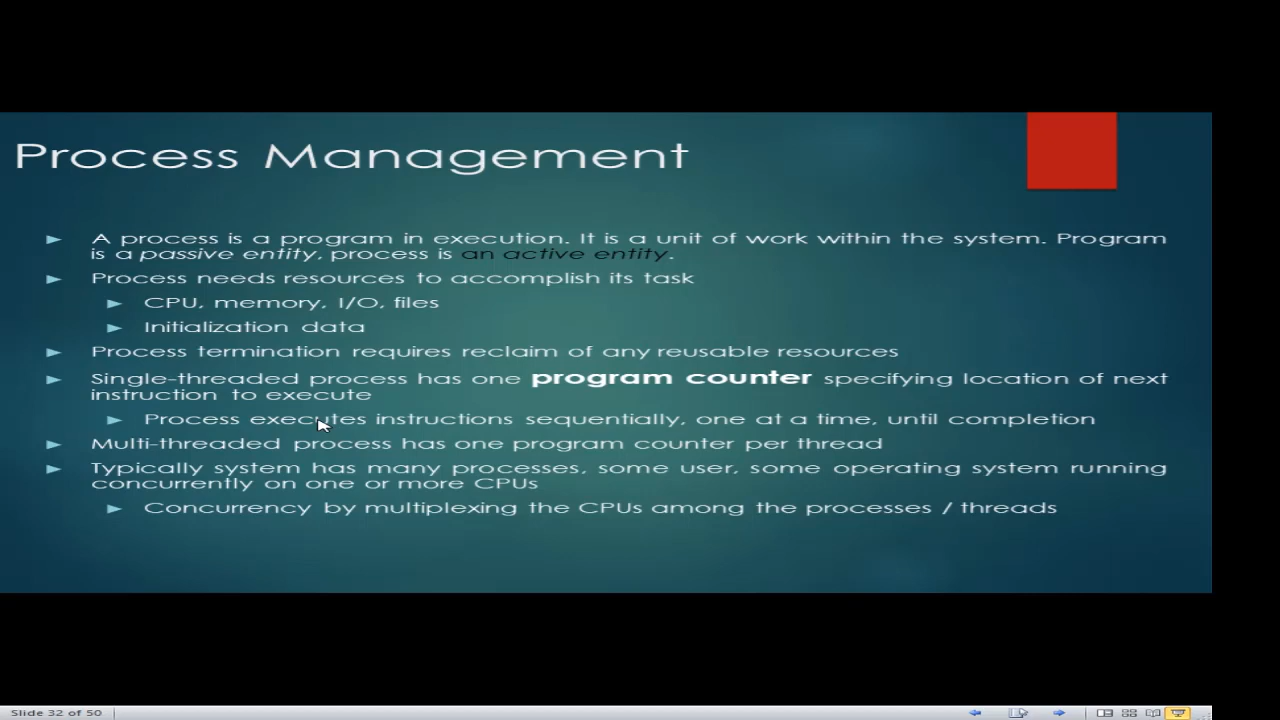 Process Management
► A process is a program in execution. It is a unit of work within the system. Program
is a passive entity, process is an active entity.
► Process needs resources to accomplish its task
► CPU, memory, I/O, files
► Initialization data
► Process termination requires reclaim of any reusable resources
► Single-threaded process has one program counter specifying location of next
instruction to execute
► Process executes instructions sequentially, one at a time, until completion
► Multi-threaded process has one program counter per thread
► Typically system has many processes, some user, some operating system running
concurrently on one or more CPUs
► Concurrency by multiplexing the CPUs among the processes / threads
Slide 32 of 50